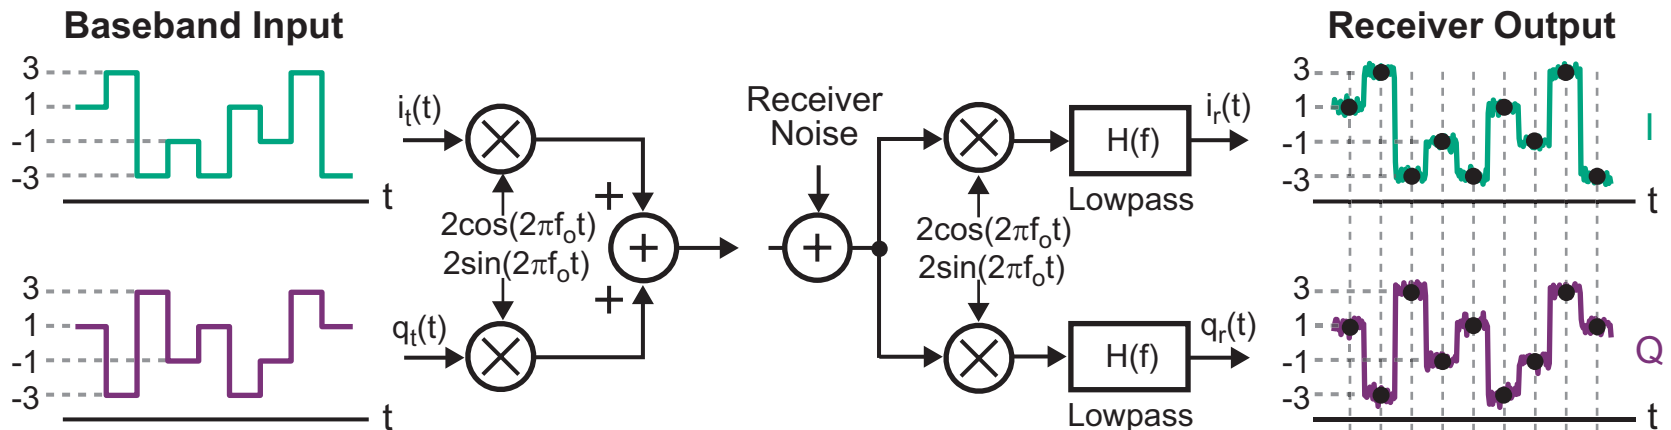 Baseband Input
Receiver Output
3
1
-1
-3
t
i_t(t)
2cos(2πf_ot)
2sin(2πf_ot)
+
+
+
3
1
-1
-3
t
q_t(t)
Receiver
Noise
+
2cos(2πf_ot)
2sin(2πf_ot)
H(f)
Lowpass
i_r(t)
H(f)
Lowpass
q_r(t)
3
1
-1
-3
I
t
3
1
-1
-3
Q
t